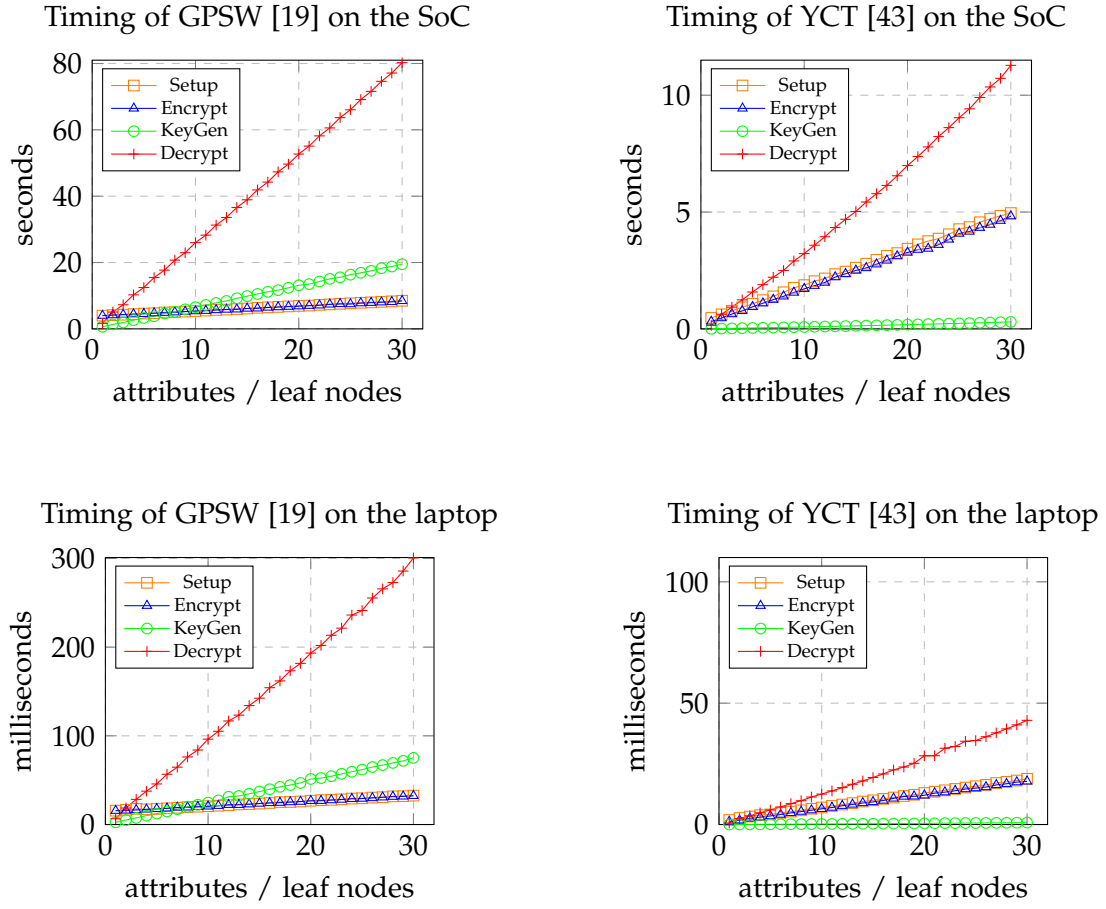 Timing of GPSW [19] on the SoC
80
60
40
20
0
0
10
20
30
seconds
attributes / leaf nodes
Setup
Encrypt
KeyGen
Decrypt
Timing of YCT [43] on the SoC
10
5
0
0
10
20
30
seconds
attributes / leaf nodes
Setup
Encrypt
KeyGen
Decrypt
Timing of GPSW [19] on the laptop
300
200
100
0
0
10
20
30
milliseconds
attributes / leaf nodes
Setup
Encrypt
KeyGen
Decrypt
Timing of YCT [43] on the laptop
100
50
0
0
10
20
30
milliseconds
attributes / leaf nodes
Setup
Encrypt
KeyGen
Decrypt